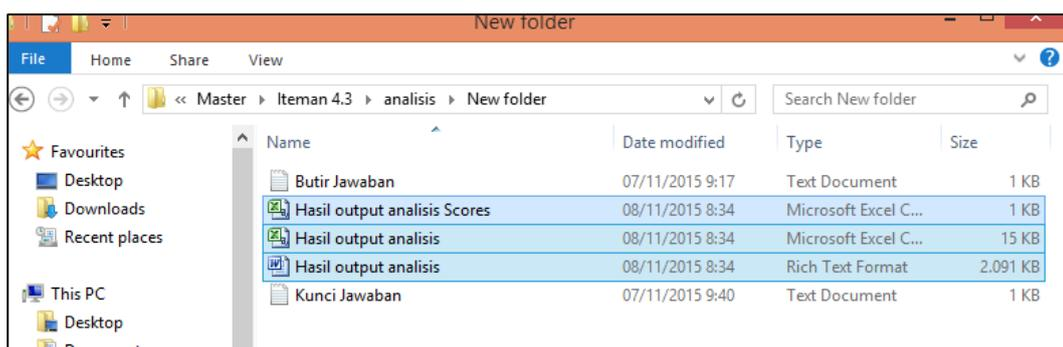 New folder
File Home Share View
« Master Iteman 4.3 analisis New folder Search New folder
Name Date modified Type Size
Favourites
Desktop
Downloads
Recent places
This PC
Desktop
Butir Jawaban 07/11/2015 9:17 Text Document 1 KB
Hasil output analisis Scores 08/11/2015 8:34 Microsoft Excel C... 1 KB
Hasil output analisis 08/11/2015 8:34 Microsoft Excel C... 15 KB
Hasil output analisis 08/11/2015 8:34 Rich Text Format 2.091 KB
Kunci Jawaban 07/11/2015 9:40 Text Document 1 KB